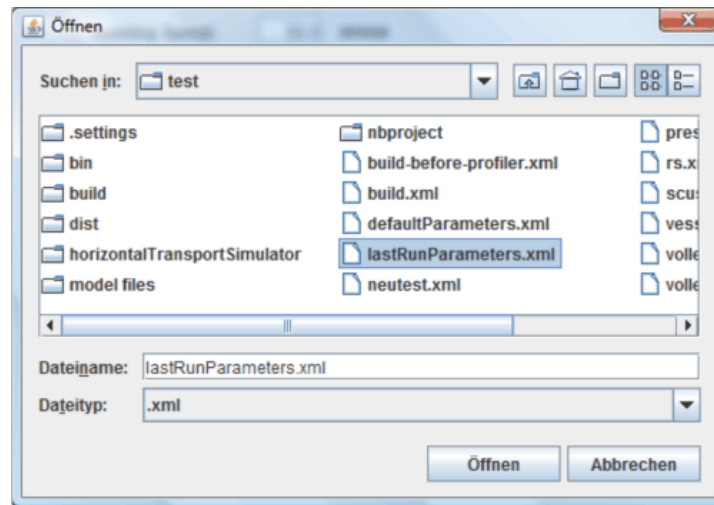 Öffnen
Suchen in: test
.settings nbproject
bin build-before-profiler.xml
build build.xml
dist defaultParameters.xml
horizontalTransportSimulator lastRunParameters.xml
model files neutest.xml
Dateiname: lastRunParameters.xml
Dateityp: .xml
Öffnen Abbrechen